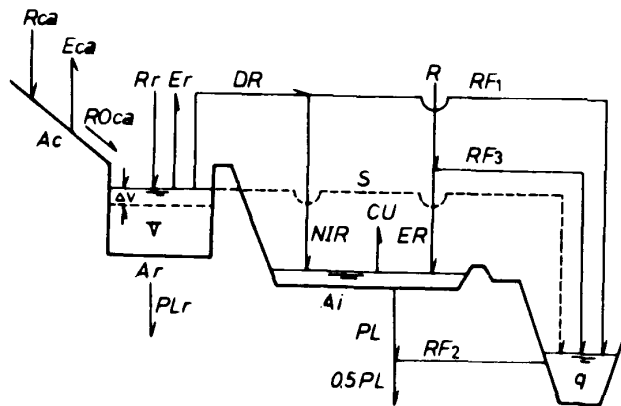 Rca
Eca
Rr Er DR R RF1
ROca
Ac
RF3
S
ΔV
CU
V
NIR ER
Ar
Ai
PLr
PL
RF2
q
0.5PL